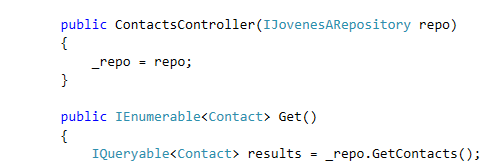 public ContactsController(IJovenesARepository repo)
{
_repo = repo;
}
public IEnumerable<Contact> Get()
{
IQueryable<Contact> results = _repo.GetContacts();